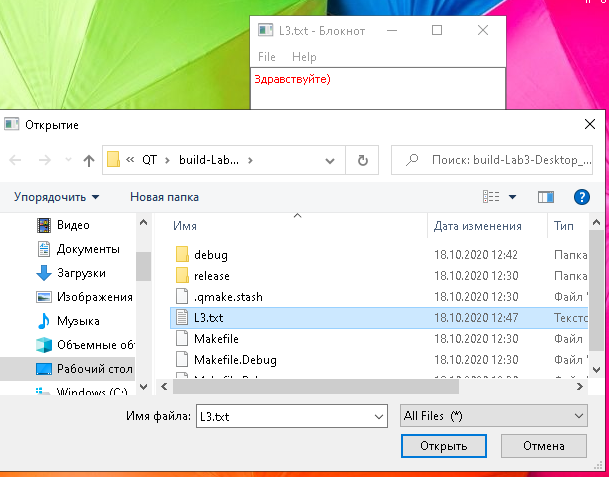 L3.txt - Блокнот
File Help
Здравствуйте)
Открытие
« QT > build-Lab... >
Поиск: build-Lab3-Desktop_...
Упорядочить Новая папка
Имя Дата изменения Тип
Видео
Документы
Загрузки
Изображения
Музыка
Объемные об
Рабочий стол
Windows (C:)
debug 18.10.2020 12:42 Папка
release 18.10.2020 12:30 Папка
.qmake.stash 18.10.2020 12:30 Файл "
L3.txt 18.10.2020 12:47 Тексто
Makefile 18.10.2020 12:30 Файл
Makefile.Debug 18.10.2020 12:30 Файл "
Имя файла: L3.txt All Files (*)
Открыть Отмена